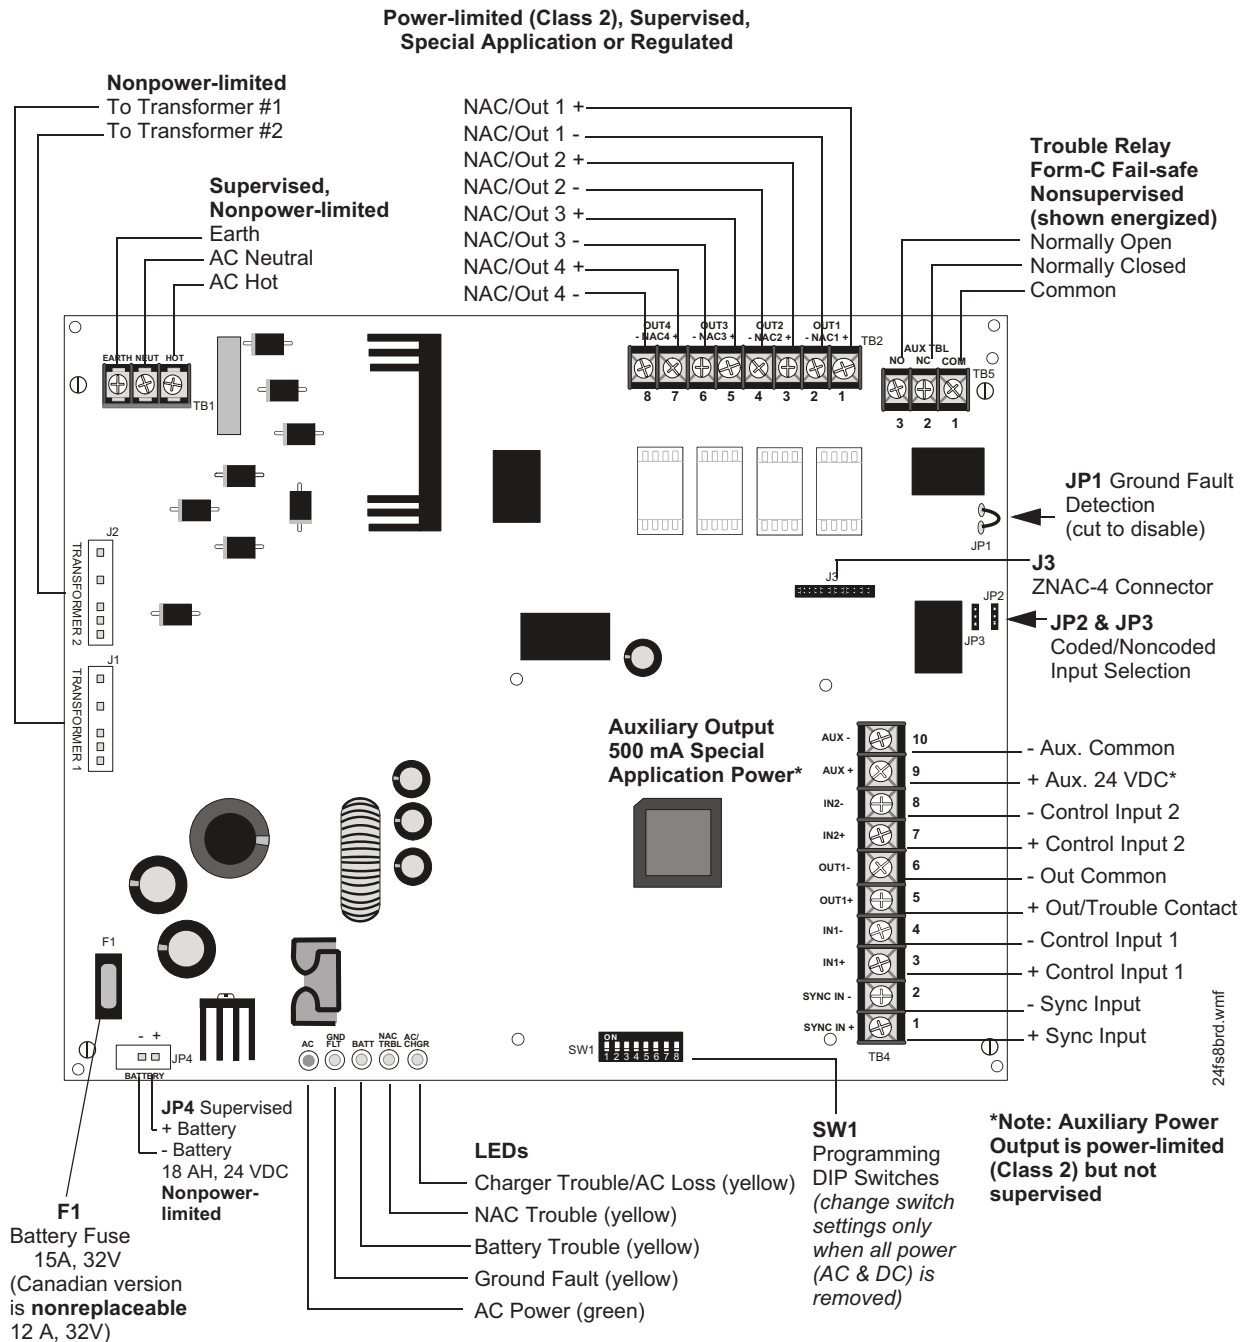 Power-limited (Class 2), Supervised,
Special Application or Regulated
Nonpower-limited
To Transformer #1
To Transformer #2
Supervised,
Nonpower-limited
Earth
AC Neutral
AC Hot
NAC/Out 1 +
NAC/Out 1 -
NAC/Out 2 +
NAC/Out 2 -
NAC/Out 3 +
NAC/Out 3 -
NAC/Out 4 +
NAC/Out 4 -
Trouble Relay
Form-C Fail-safe
Nonsupervised
(shown energized)
Normally Open
Normally Closed
Common
EARTH NEUT HOT
TB1
OUT4 OUT3 OUT2 OUT1
- NAC4 + - NAC3 + - NAC2 + - NAC1 +
TB2
8 7 6 5 4 3 2 1
AUX TBL
NO NC COM
TB5
3 2 1
JP1 Ground Fault
Detection
(cut to disable)
JP1
J3
ZNAC-4 Connector
J3
JP2
JP3
JP2 & JP3
Coded/Noncoded
Input Selection
J2
TRANSFORMER 2
J1
TRANSFORMER 1
Auxiliary Output
500 mA Special
Application Power*
AUX - 10 - Aux. Common
AUX + 9 + Aux. 24 VDC*
IN2- 8 - Control Input 2
IN2+ 7 + Control Input 2
OUT1- 6 - Out Common
OUT1+ 5 + Out/Trouble Contact
IN1- 4 - Control Input 1
IN1+ 3 + Control Input 1
SYNC IN - 2 - Sync Input
SYNC IN + 1 + Sync Input
TB4
24fs8brd.wmf
F1
- +
JP4
BATTERY
AC GND FLT BATT NAC TRBL AC/ CHGR
SW1
ON
1 2 3 4 5 6 7 8
JP4 Supervised
+ Battery
- Battery
18 AH, 24 VDC
Nonpower-
limited
F1
Battery Fuse
15A, 32V
(Canadian version
is nonreplaceable
12 A, 32V)
LEDs
Charger Trouble/AC Loss (yellow)
NAC Trouble (yellow)
Battery Trouble (yellow)
Ground Fault (yellow)
AC Power (green)
SW1
Programming
DIP Switches
(change switch
settings only
when all power
(AC & DC) is
removed)
*Note: Auxiliary Power
Output is power-limited
(Class 2) but not
supervised